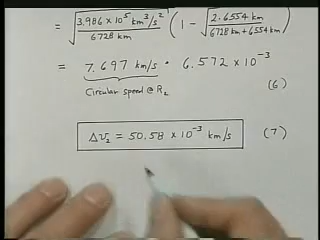 = √(3.986 × 10⁵ km³/s² / 6728 km) (1 − √(2·6554 km / 6728 km + 6554 km))
= 7.697 km/s · 6.572 × 10⁻³
Circular speed @ R₂ (6)
Δv₂ = 50.58 × 10⁻³ km/s (7)